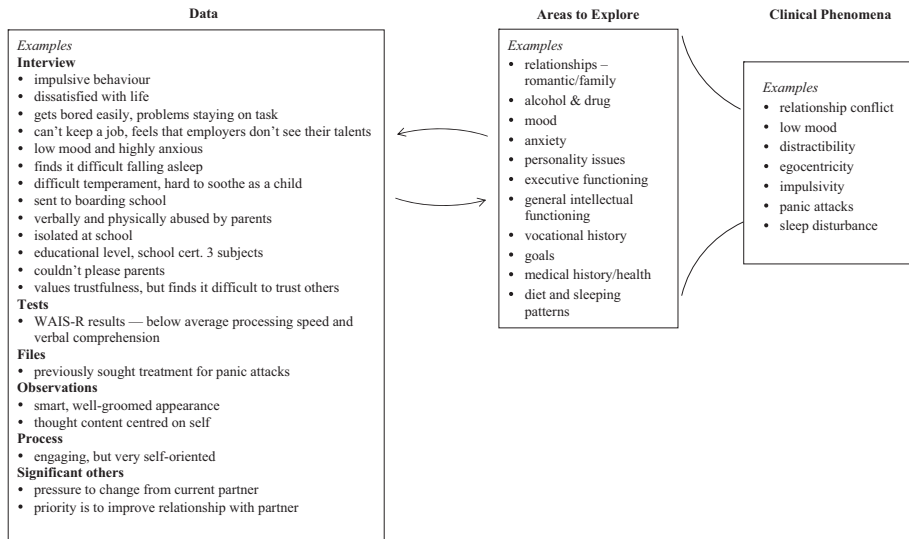 Data
Examples
Interview
• impulsive behaviour
• dissatisfied with life
• gets bored easily, problems staying on task
• can't keep a job, feels that employers don't see their talents
• low mood and highly anxious
• finds it difficult falling asleep
• difficult temperament, hard to soothe as a child
• sent to boarding school
• verbally and physically abused by parents
• isolated at school
• educational level, school cert. 3 subjects
• couldn't please parents
• values trustfulness, but finds it difficult to trust others
Tests
• WAIS-R results — below average processing speed and
verbal comprehension
Files
• previously sought treatment for panic attacks
Observations
• smart, well-groomed appearance
• thought content centred on self
Process
• engaging, but very self-oriented
Significant others
• pressure to change from current partner
• priority is to improve relationship with partner
Areas to Explore
Examples
• relationships –
romantic/family
• alcohol & drug
• mood
• anxiety
• personality issues
• executive functioning
• general intellectual
functioning
• vocational history
• goals
• medical history/health
• diet and sleeping
patterns
Clinical Phenomena
Examples
• relationship conflict
• low mood
• distractibility
• egocentricity
• impulsivity
• panic attacks
• sleep disturbance